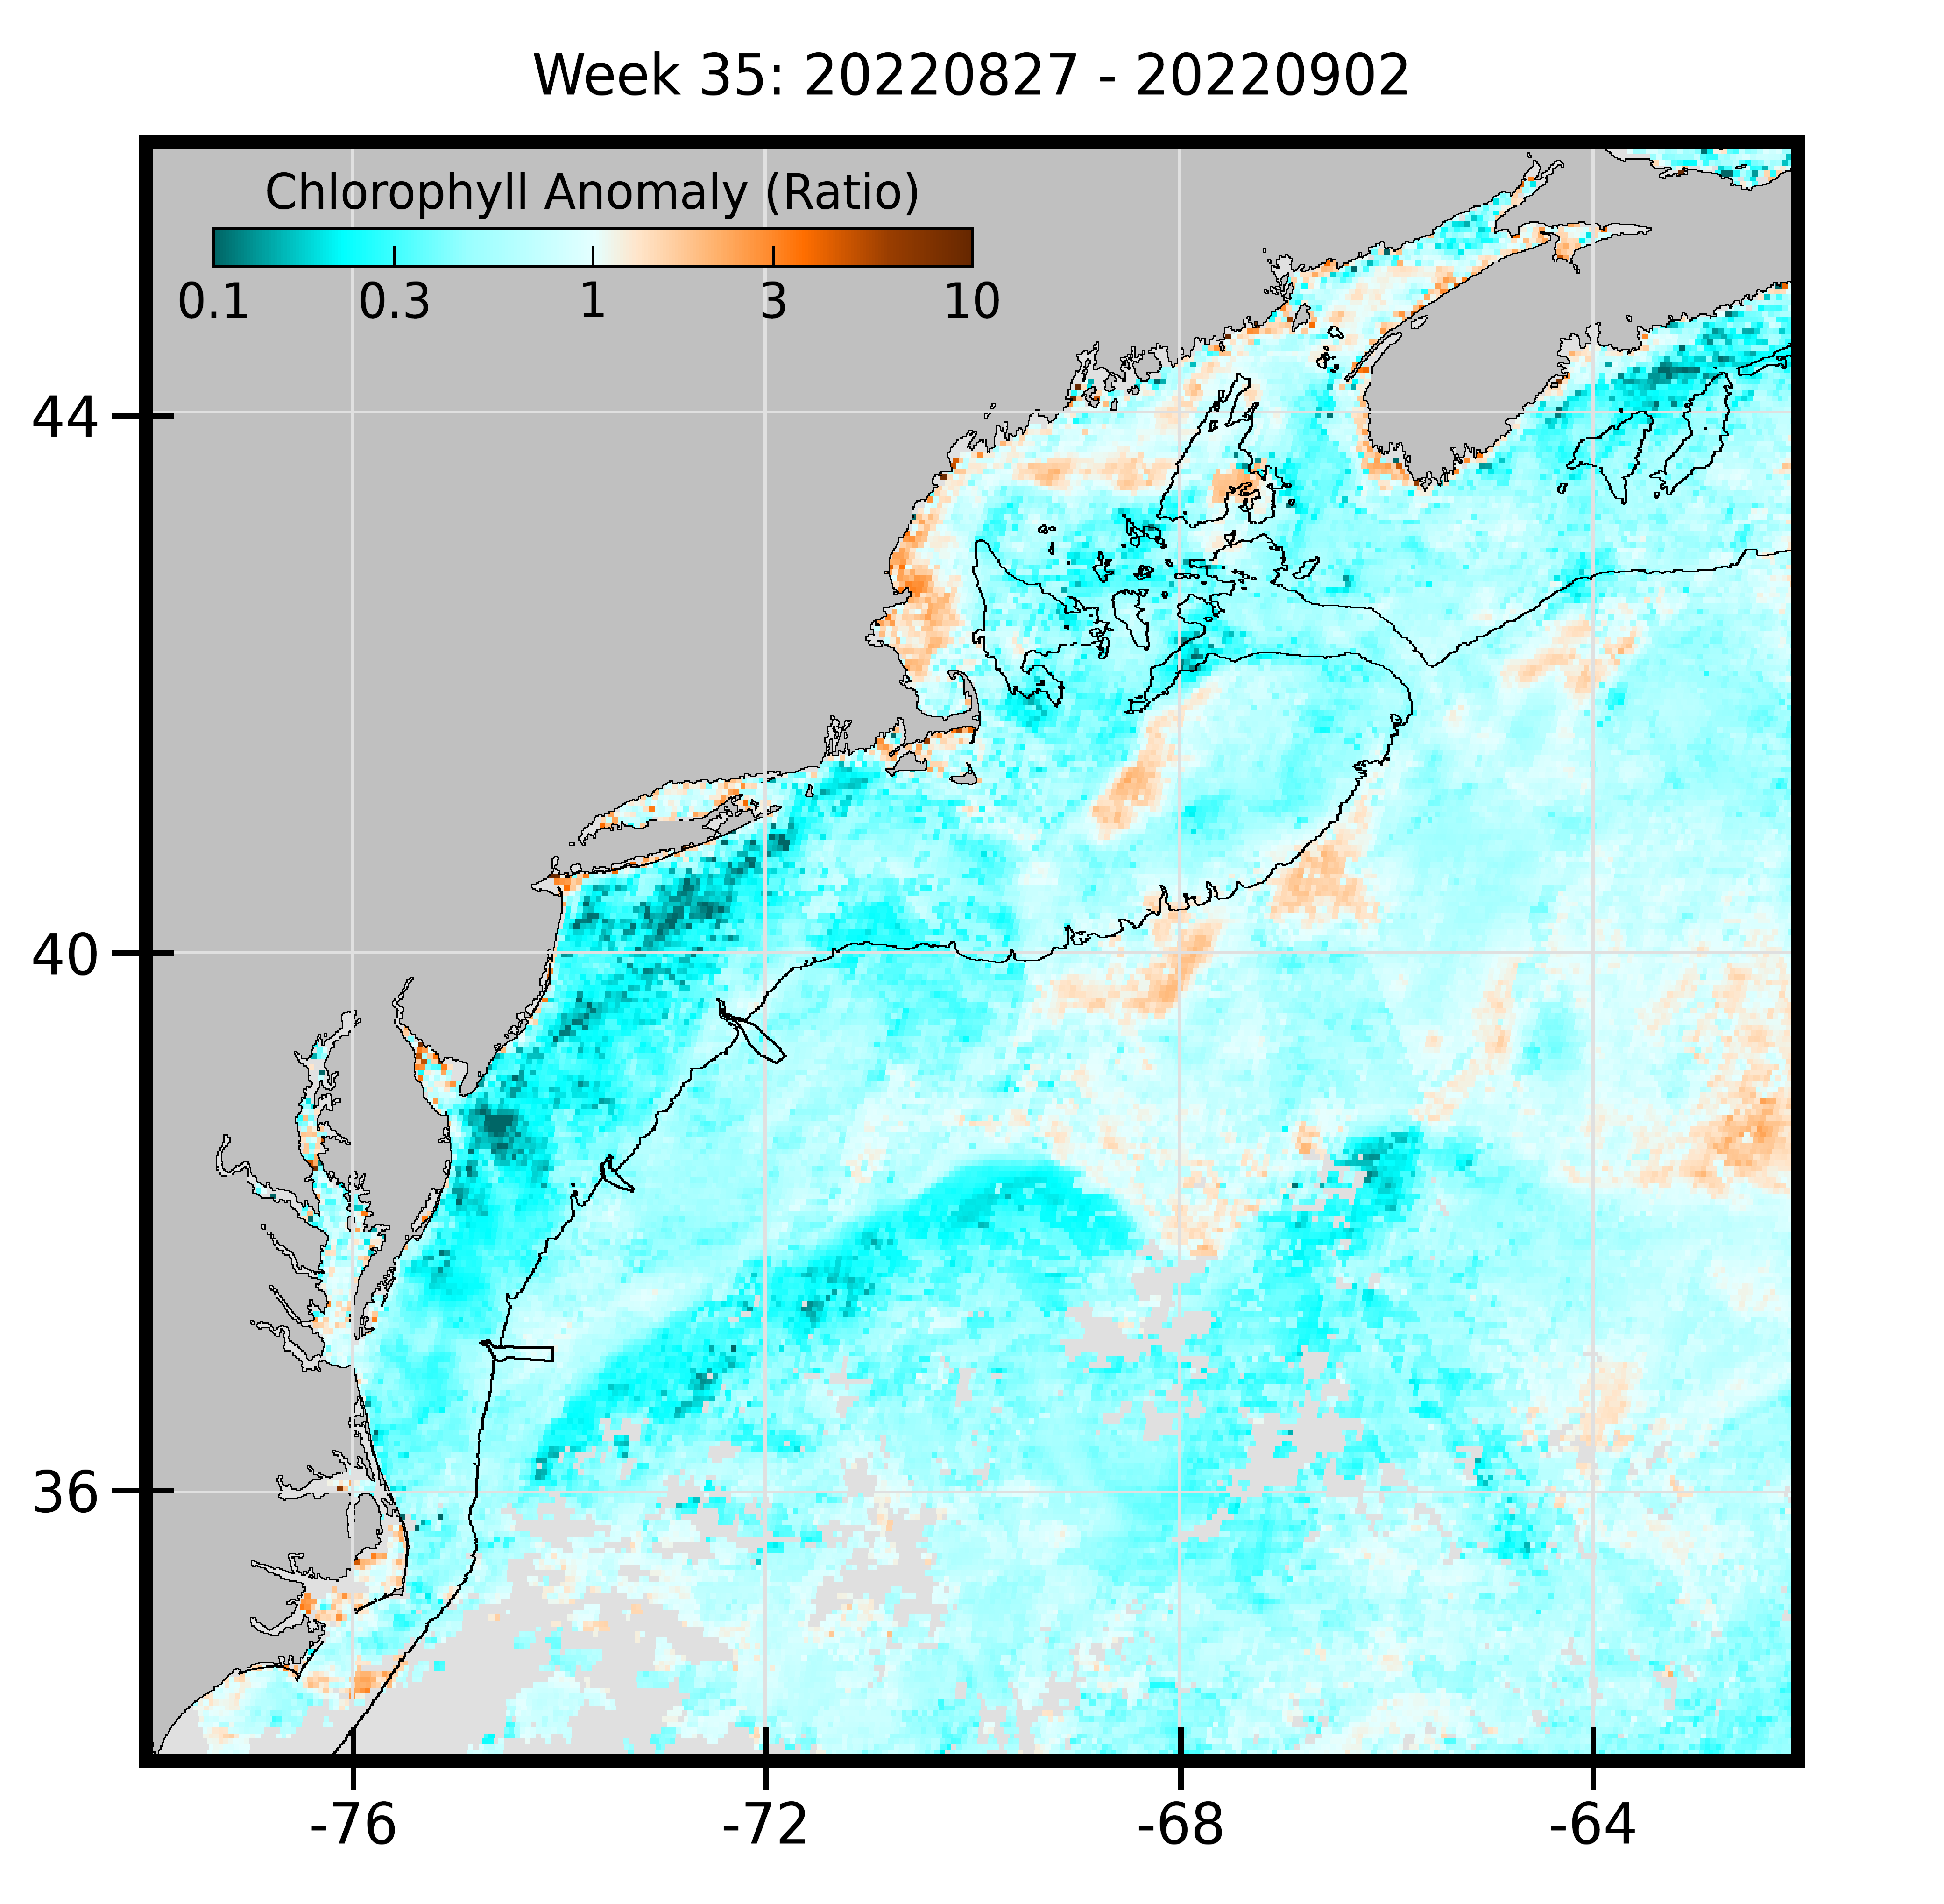 Week 35: 20220827 - 20220902
Chlorophyll Anomaly (Ratio)
0.1 0.3 1 3 10
44
40
36
-76 -72 -68 -64